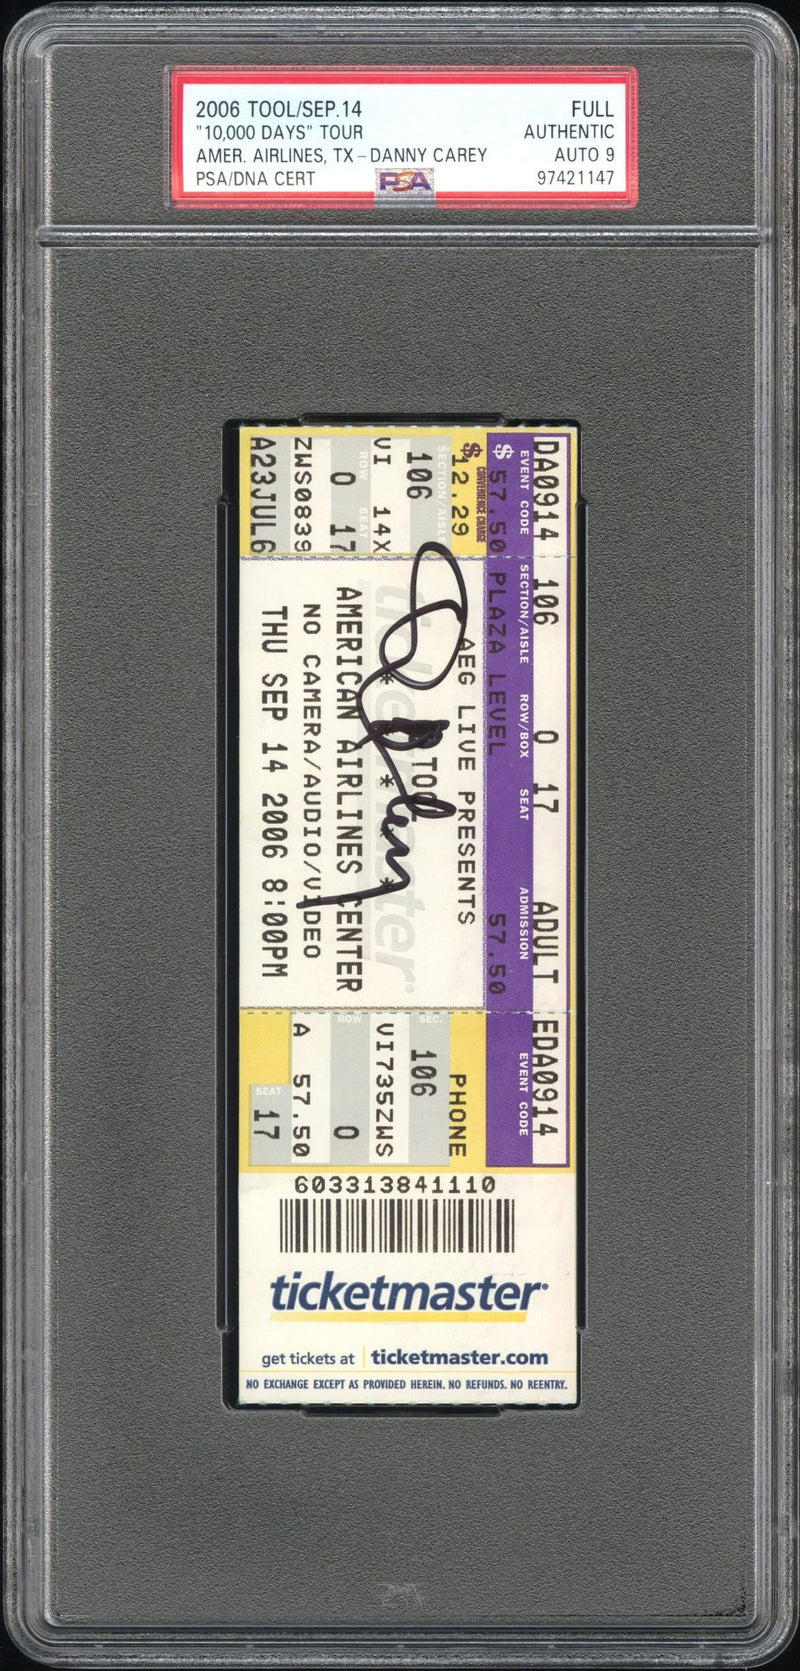 2006 TOOL/SEP.14 FULL
"10,000 DAYS" TOUR AUTHENTIC
AMER. AIRLINES, TX-DANNY CAREY AUTO 9
PSA/DNA CERT PSA 97421147
DA0914 106 0 17 ADULT EDA0914
EVENT CODE SECTION/AISLE ROW/BOX SEAT ADMISSION EVENT CODE
$ 57.50 PLAZA LEVEL 57.50
$ CONVENIENCE CHARGE
12.29
SECTION/AISLE
106
VI 14X
ROW SEAT
0 17
ZWS0839
A23JUL6
AEG LIVE PRESENTS
TOOL
* * *
AMERICAN AIRLINES CENTER
NO CAMERA/AUDIO/VIDEO
THU SEP 14 2006 8:00PM
ticketmaster
PHONE
SEC.
106
VI735ZWS
ROW
0
A 57.50
SEAT
17
603313841110
ticketmaster
get tickets at | ticketmaster.com
NO EXCHANGE EXCEPT AS PROVIDED HEREIN. NO REFUNDS. NO REENTRY.